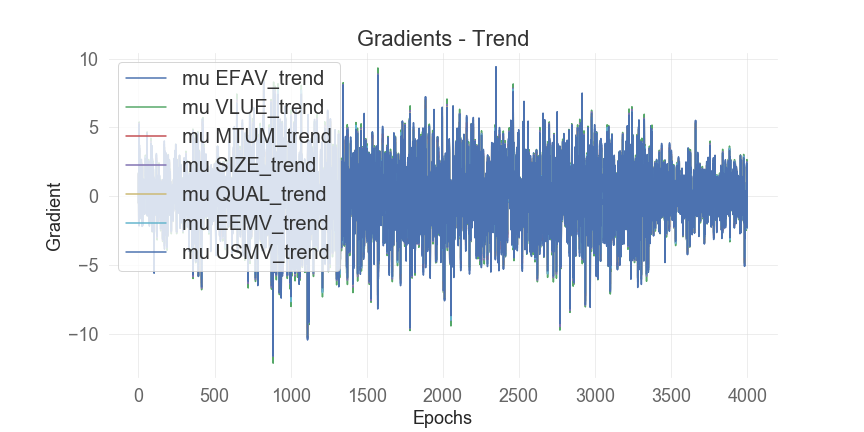 Gradients - Trend
10
5
0
−5
−10
Gradient
mu EFAV_trend
mu VLUE_trend
mu MTUM_trend
mu SIZE_trend
mu QUAL_trend
mu EEMV_trend
mu USMV_trend
0 500 1000 1500 2000 2500 3000 3500 4000
Epochs